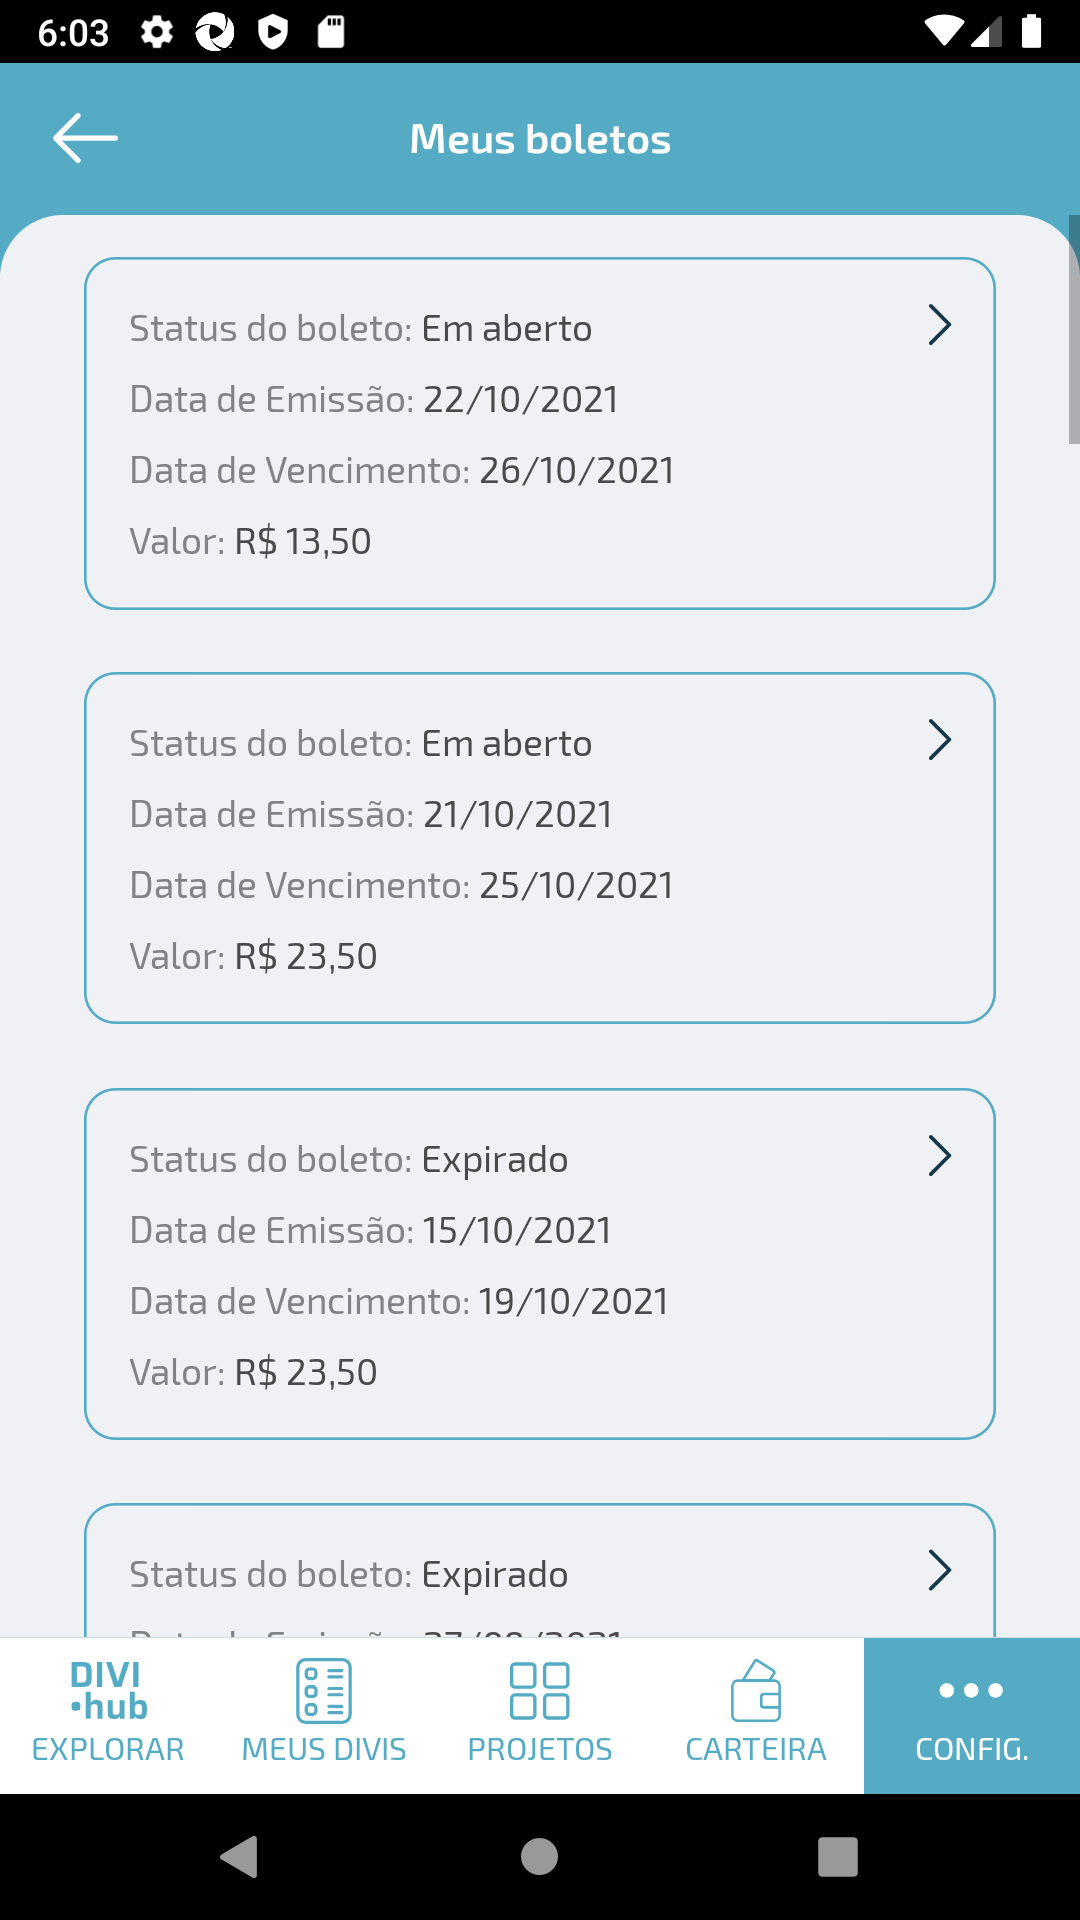 6:03
Meus boletos
Status do boleto: Em aberto
Data de Emissão: 22/10/2021
Data de Vencimento: 26/10/2021
Valor: R$ 13,50
Status do boleto: Em aberto
Data de Emissão: 21/10/2021
Data de Vencimento: 25/10/2021
Valor: R$ 23,50
Status do boleto: Expirado
Data de Emissão: 15/10/2021
Data de Vencimento: 19/10/2021
Valor: R$ 23,50
Status do boleto: Expirado
DIVI
•hub
EXPLORAR
MEUS DIVIS
PROJETOS
CARTEIRA
CONFIG.